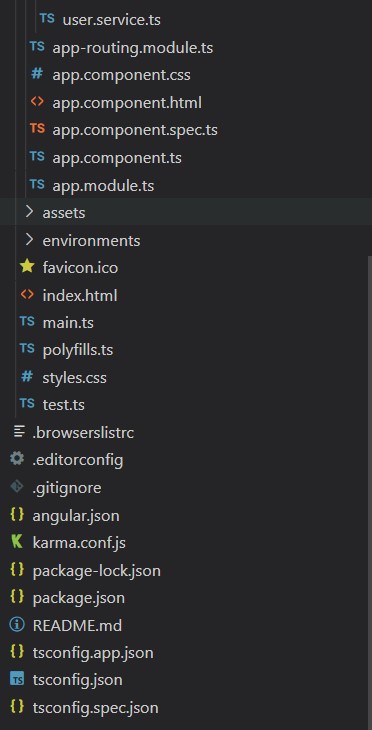 TS user.service.ts
TS app-routing.module.ts
# app.component.css
<> app.component.html
TS app.component.spec.ts
TS app.component.ts
TS app.module.ts
> assets
> environments
favicon.ico
<> index.html
TS main.ts
TS polyfills.ts
# styles.css
TS test.ts
.browserslistrc
.editorconfig
.gitignore
{} angular.json
K karma.conf.js
{} package-lock.json
{} package.json
README.md
{} tsconfig.app.json
TS tsconfig.json
{} tsconfig.spec.json